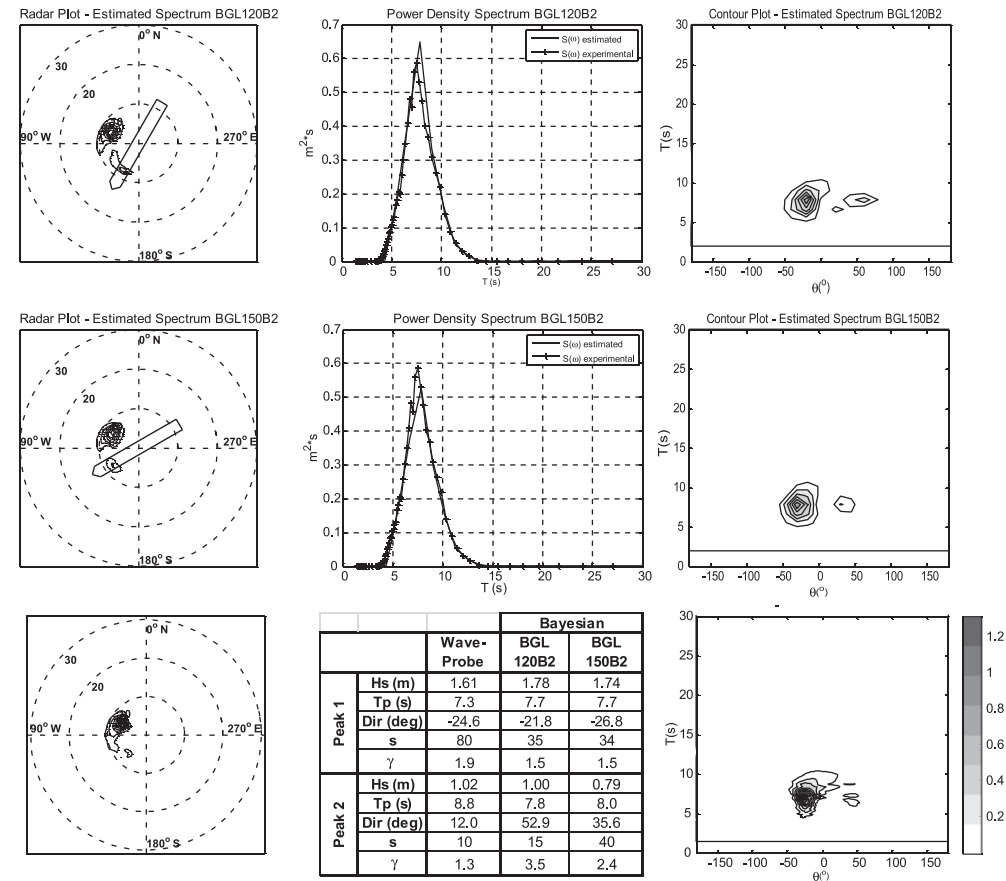 Radar Plot - Estimated Spectrum BGL120B2
0° N
30
20
90° W
270° E
180° S
Power Density Spectrum BGL120B2
S(ω) estimated
S(ω) experimental
0.7
0.6
0.5
0.4
0.3
0.2
0.1
0
m²*s
0 5 10 15 20 25 30
T (s)
Contour Plot - Estimated Spectrum BGL120B2
30
25
20
15
10
5
0
T(s)
-150 -100 -50 0 50 100 150
θ(°)
Radar Plot - Estimated Spectrum BGL150B2
0° N
30
20
90° W
270° E
180° S
Power Density Spectrum BGL150B2
S(ω) estimated
S(ω) experimental
0.7
0.6
0.5
0.4
0.3
0.2
0.1
0
m²*s
0 5 10 15 20 25 30
T (s)
Contour Plot - Estimated Spectrum BGL150B2
30
25
20
15
10
5
0
T(s)
-150 -100 -50 0 50 100 150
θ(°)
0° N
30
20
90° W
270° E
180° S
Bayesian
Wave-Probe BGL 120B2 BGL 150B2
Peak 1
Hs (m) 1.61 1.78 1.74
Tp (s) 7.3 7.7 7.7
Dir (deg) -24.6 -21.8 -26.8
s 80 35 34
γ 1.9 1.5 1.5
Peak 2
Hs (m) 1.02 1.00 0.79
Tp (s) 8.8 7.8 8.0
Dir (deg) 12.0 52.9 35.6
s 10 15 40
γ 1.3 3.5 2.4
-
30
25
20
15
10
5
0
T(s)
-150 -100 -50 0 50 100 150
θ(°)
1.2
1
0.8
0.6
0.4
0.2